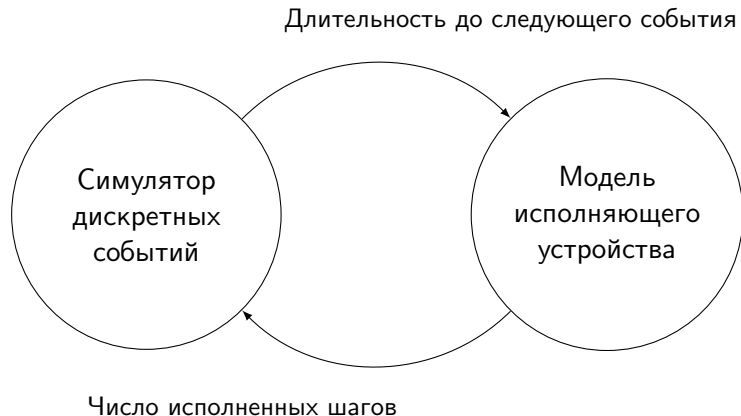 Длительность до следующего события
Симулятор
дискретных
событий
Модель
исполняющего
устройства
Число исполненных шагов